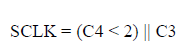 SCLK = (C4 < 2) || C3